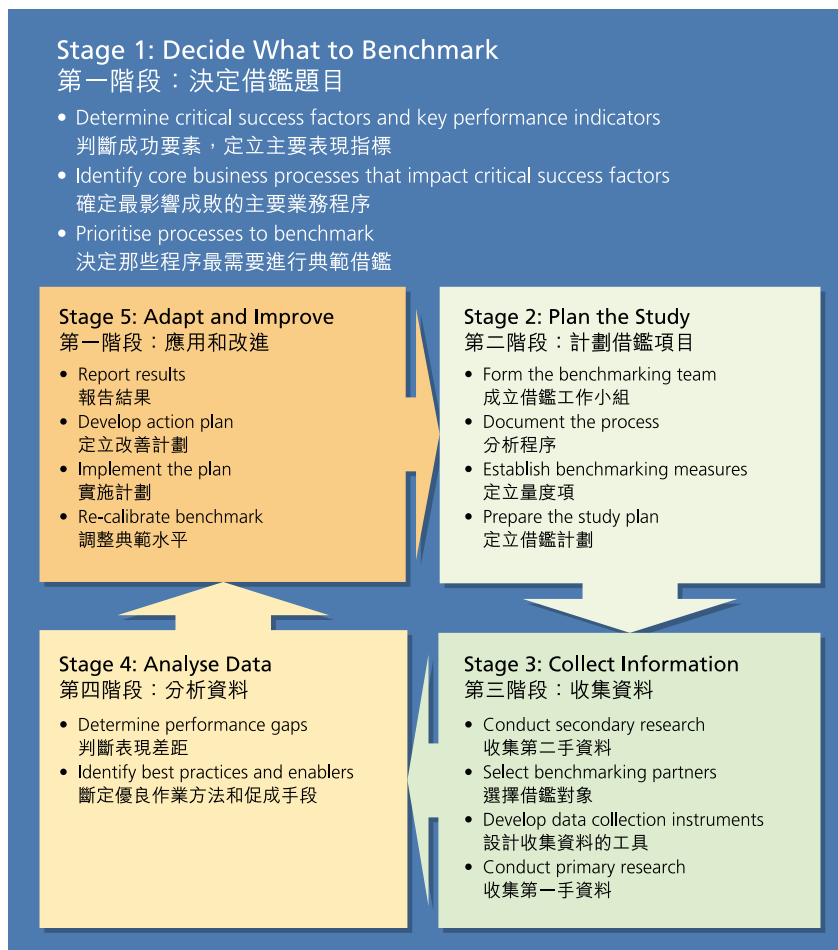 Stage 1: Decide What to Benchmark
第一階段：決定借鑑題目
• Determine critical success factors and key performance indicators
判斷成功要素，定立主要表現指標
• Identify core business processes that impact critical success factors
確定最影響成敗的主要業務程序
• Prioritise processes to benchmark
決定那些程序最需要進行典範借鑑
Stage 5: Adapt and Improve
第一階段：應用和改進
• Report results
報告結果
• Develop action plan
定立改善計劃
• Implement the plan
實施計劃
• Re-calibrate benchmark
調整典範水平
Stage 2: Plan the Study
第二階段：計劃借鑑項目
• Form the benchmarking team
成立借鑑工作小組
• Document the process
分析程序
• Establish benchmarking measures
定立量度項
• Prepare the study plan
定立借鑑計劃
Stage 4: Analyse Data
第四階段：分析資料
• Determine performance gaps
判斷表現差距
• Identify best practices and enablers
斷定優良作業方法和促成手段
Stage 3: Collect Information
第三階段：收集資料
• Conduct secondary research
收集第二手資料
• Select benchmarking partners
選擇借鑑對象
• Develop data collection instruments
設計收集資料的工具
• Conduct primary research
收集第一手資料